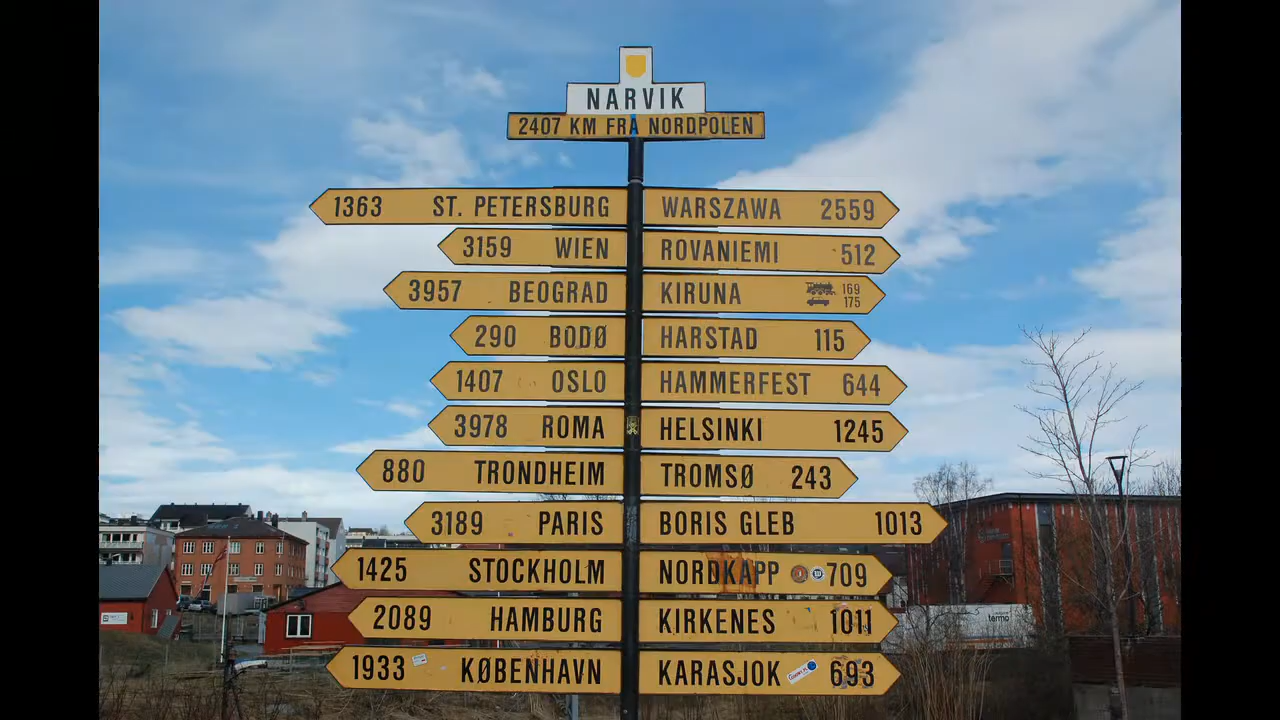 NARVIK
2407 KM FRA NORDPOLEN
1363 ST. PETERSBURG
WARSZAWA 2559
3159 WIEN
ROVANIEMI 512
3957 BEOGRAD
KIRUNA 169 175
290 BODØ
HARSTAD 115
1407 OSLO
HAMMERFEST 644
3978 ROMA
HELSINKI 1245
880 TRONDHEIM
TROMSØ 243
3189 PARIS
BORIS GLEB 1013
1425 STOCKHOLM
NORDKAPP 709
2089 HAMBURG
KIRKENES 1011
1933 KØBENHAVN
KARASJOK 693
termo